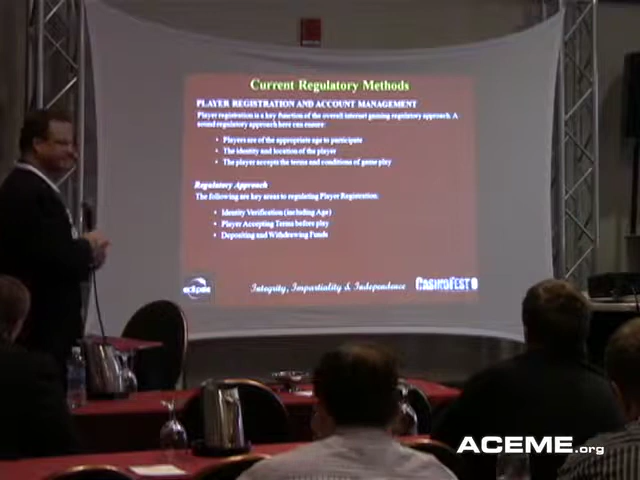 Current Regulatory Methods
PLAYER REGISTRATION AND ACCOUNT MANAGEMENT
Player registration is a key function of the overall internet gaming regulatory approach. A
sound regulatory approach here can ensure:
• Players are of the appropriate age to participate
• The identity and location of the player
• The player accepts the terms and conditions of game play
Regulatory Approach
The following are key areas to regulating Player Registration:
• Identity Verification (including Age)
• Player Accepting Terms before play
• Depositing and Withdrawing Funds
eclipse
Integrity, Impartiality & Independence
CASINOFEST 8
ACEME.org